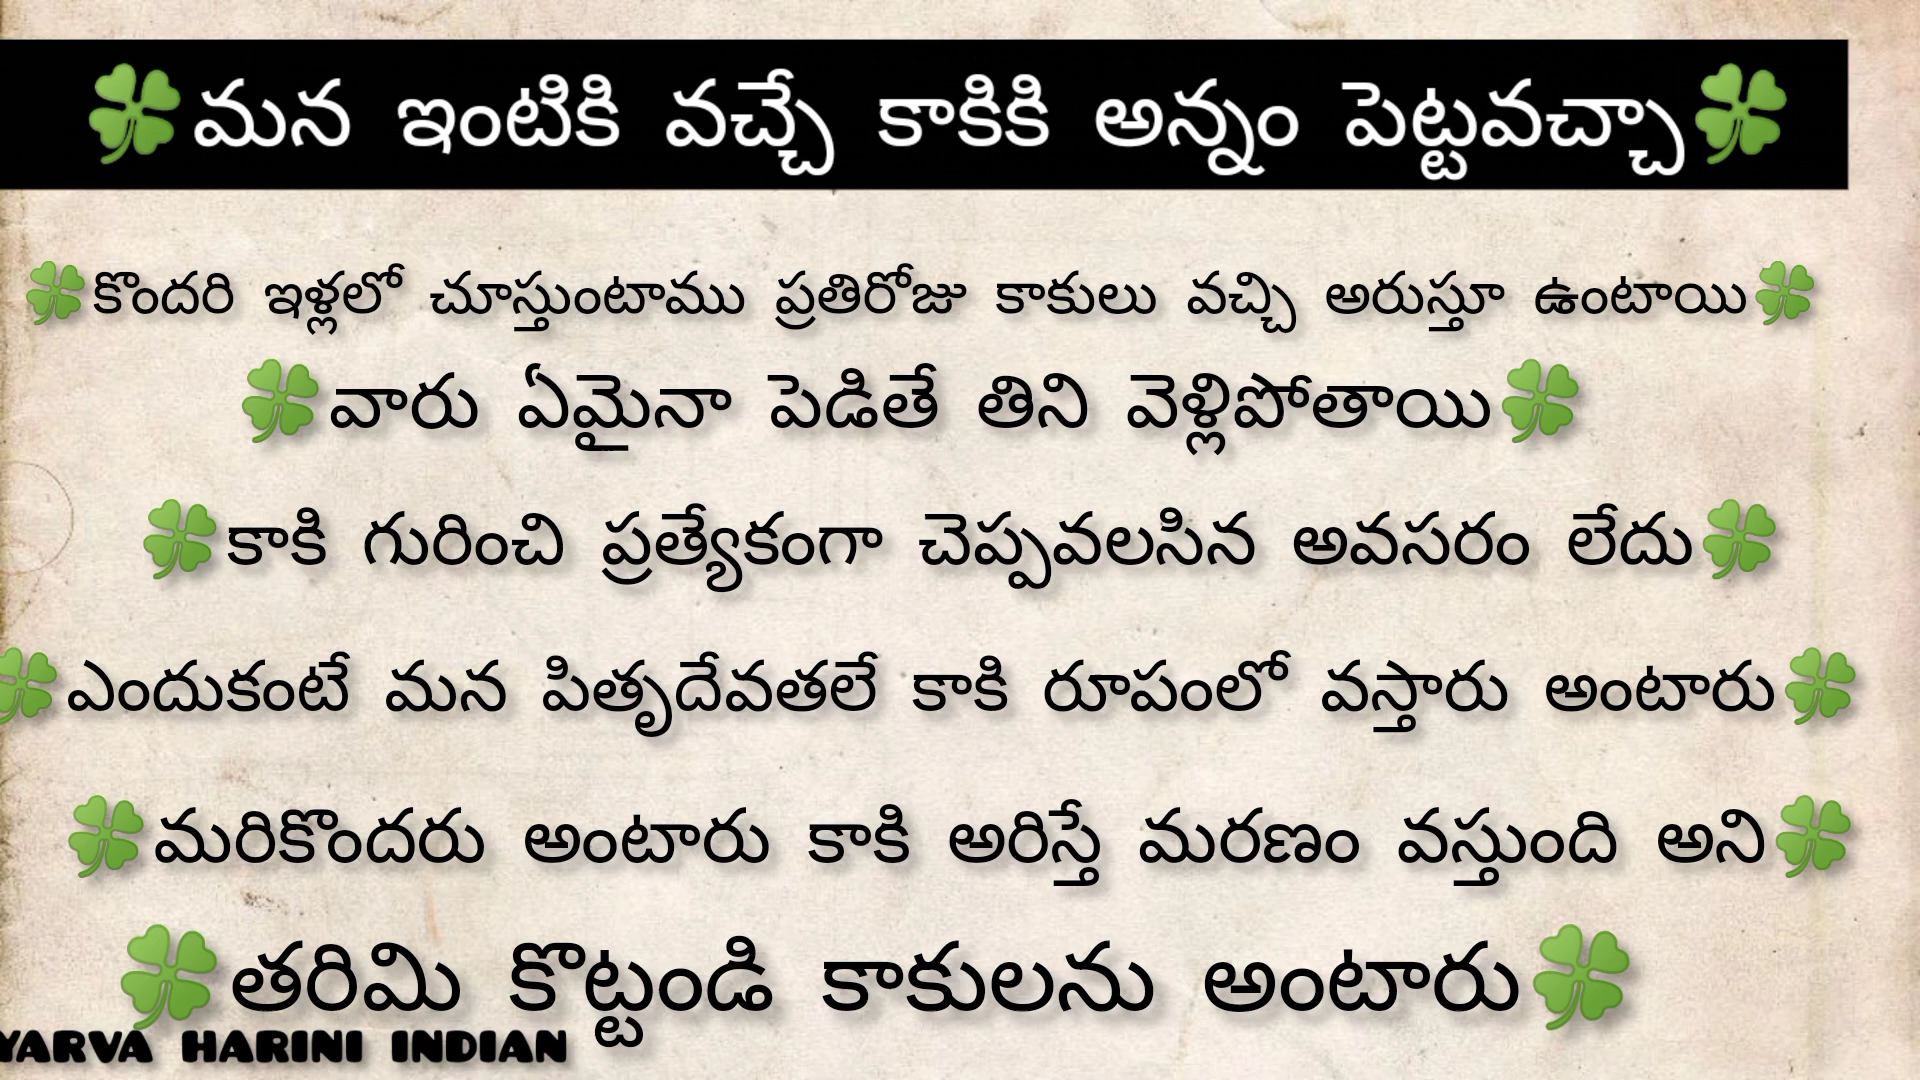 🍀మన ఇంటికి వచ్చే కాకికి అన్నం పెట్టవచ్చా🍀
🍀కొందరి ఇళ్లలో చూస్తుంటాము ప్రతిరోజు కాకులు వచ్చి అరుస్తూ ఉంటాయి🍀
🍀వారు ఏమైనా పెడితే తిని వెళ్లిపోతాయి🍀
🍀కాకి గురించి ప్రత్యేకంగా చెప్పవలసిన అవసరం లేదు🍀
🍀ఎందుకంటే మన పితృదేవతలే కాకి రూపంలో వస్తారు అంటారు🍀
🍀మరికొందరు అంటారు కాకి అరిస్తే మరణం వస్తుంది అని🍀
🍀తరిమి కొట్టండి కాకులను అంటారు🍀
YARVA HARINI INDIAN